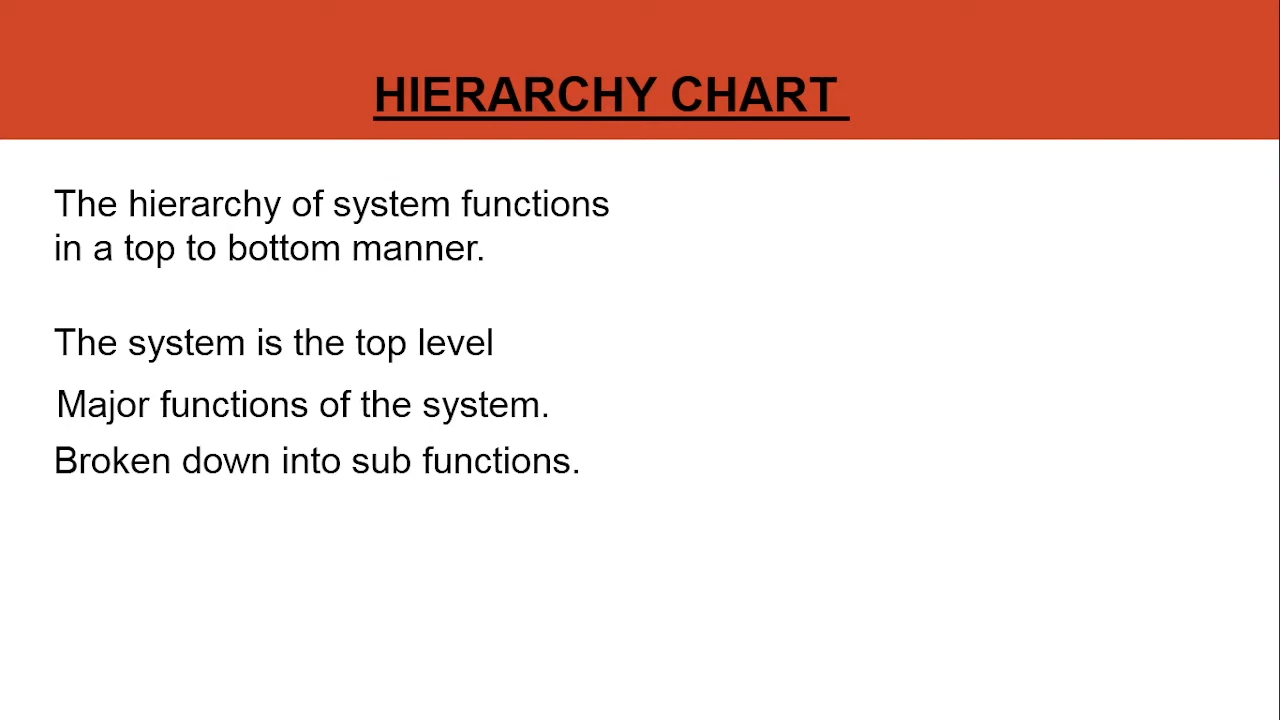 HIERARCHY CHART
The hierarchy of system functions
in a top to bottom manner.
The system is the top level
Major functions of the system.
Broken down into sub functions.